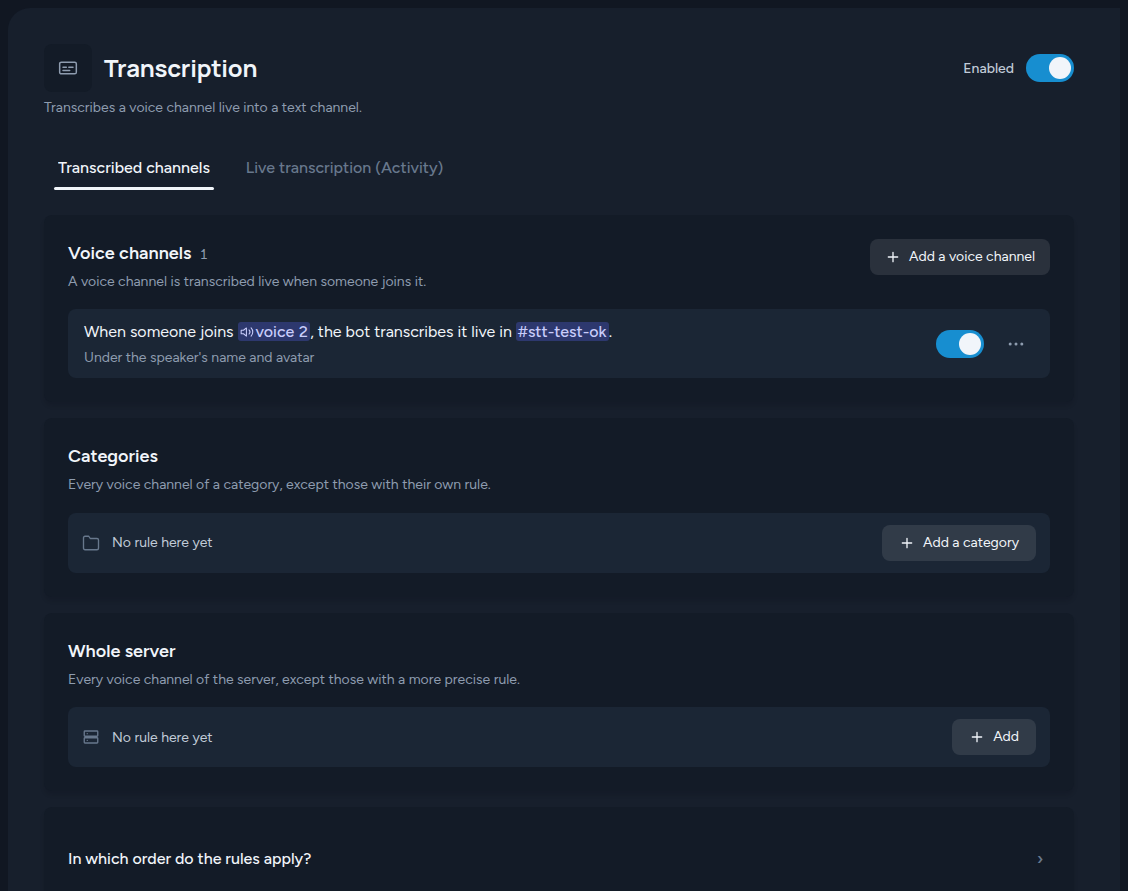 Transcription
Enabled
Transcribes a voice channel live into a text channel.
Transcribed channels
Live transcription (Activity)
Voice channels 1
+ Add a voice channel
A voice channel is transcribed live when someone joins it.
When someone joins voice 2, the bot transcribes it live in #stt-test-ok.
Under the speaker's name and avatar
Categories
Every voice channel of a category, except those with their own rule.
No rule here yet
+ Add a category
Whole server
Every voice channel of the server, except those with a more precise rule.
No rule here yet
+ Add
In which order do the rules apply?